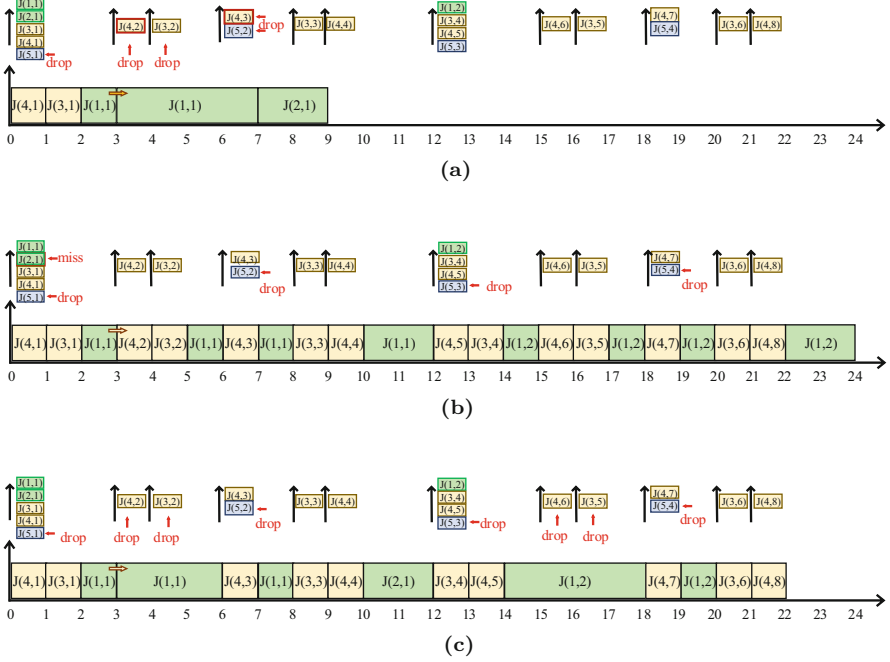 J(1,1)
J(2,1)
J(3,1)
J(4,1)
J(5,1)
drop
J(4,2)
drop
J(3,2)
drop
J(4,3)
J(5,2)
drop
J(3,3) J(4,4)
J(1,2)
J(3,4)
J(4,5)
J(5,3)
J(4,6) J(3,5)
J(4,7)
J(5,4)
J(3,6) J(4,8)
J(4,1) J(3,1) J(1,1) J(1,1) J(2,1)
0 1 2 3 4 5 6 7 8 9 10 11 12 13 14 15 16 17 18 19 20 21 22 23 24
(a)
J(1,1)
J(2,1) miss
J(3,1)
J(4,1)
J(5,1) drop
J(4,2) J(3,2)
J(4,3)
J(5,2)
drop
J(3,3) J(4,4)
J(1,2)
J(3,4)
J(4,5)
J(5,3) drop
J(4,6) J(3,5)
J(4,7)
J(5,4)
drop
J(3,6) J(4,8)
J(4,1) J(3,1) J(1,1) J(4,2) J(3,2) J(1,1) J(4,3) J(1,1) J(3,3) J(4,4) J(1,1) J(4,5) J(3,4) J(1,2) J(4,6) J(3,5) J(1,2) J(4,7) J(1,2) J(3,6) J(4,8) J(1,2)
0 1 2 3 4 5 6 7 8 9 10 11 12 13 14 15 16 17 18 19 20 21 22 23 24
(b)
J(1,1)
J(2,1)
J(3,1)
J(4,1)
J(5,1)
drop
J(4,2)
drop
J(3,2)
drop
J(4,3)
J(5,2)
drop
J(3,3) J(4,4)
J(1,2)
J(3,4)
J(4,5)
J(5,3)
drop
J(4,6)
drop
J(3,5)
drop
J(4,7)
J(5,4)
drop
J(3,6) J(4,8)
J(4,1) J(3,1) J(1,1) J(1,1) J(4,3) J(1,1) J(3,3) J(4,4) J(2,1) J(3,4) J(4,5) J(1,2) J(4,7) J(1,2) J(3,6) J(4,8)
0 1 2 3 4 5 6 7 8 9 10 11 12 13 14 15 16 17 18 19 20 21 22 23 24
(c)